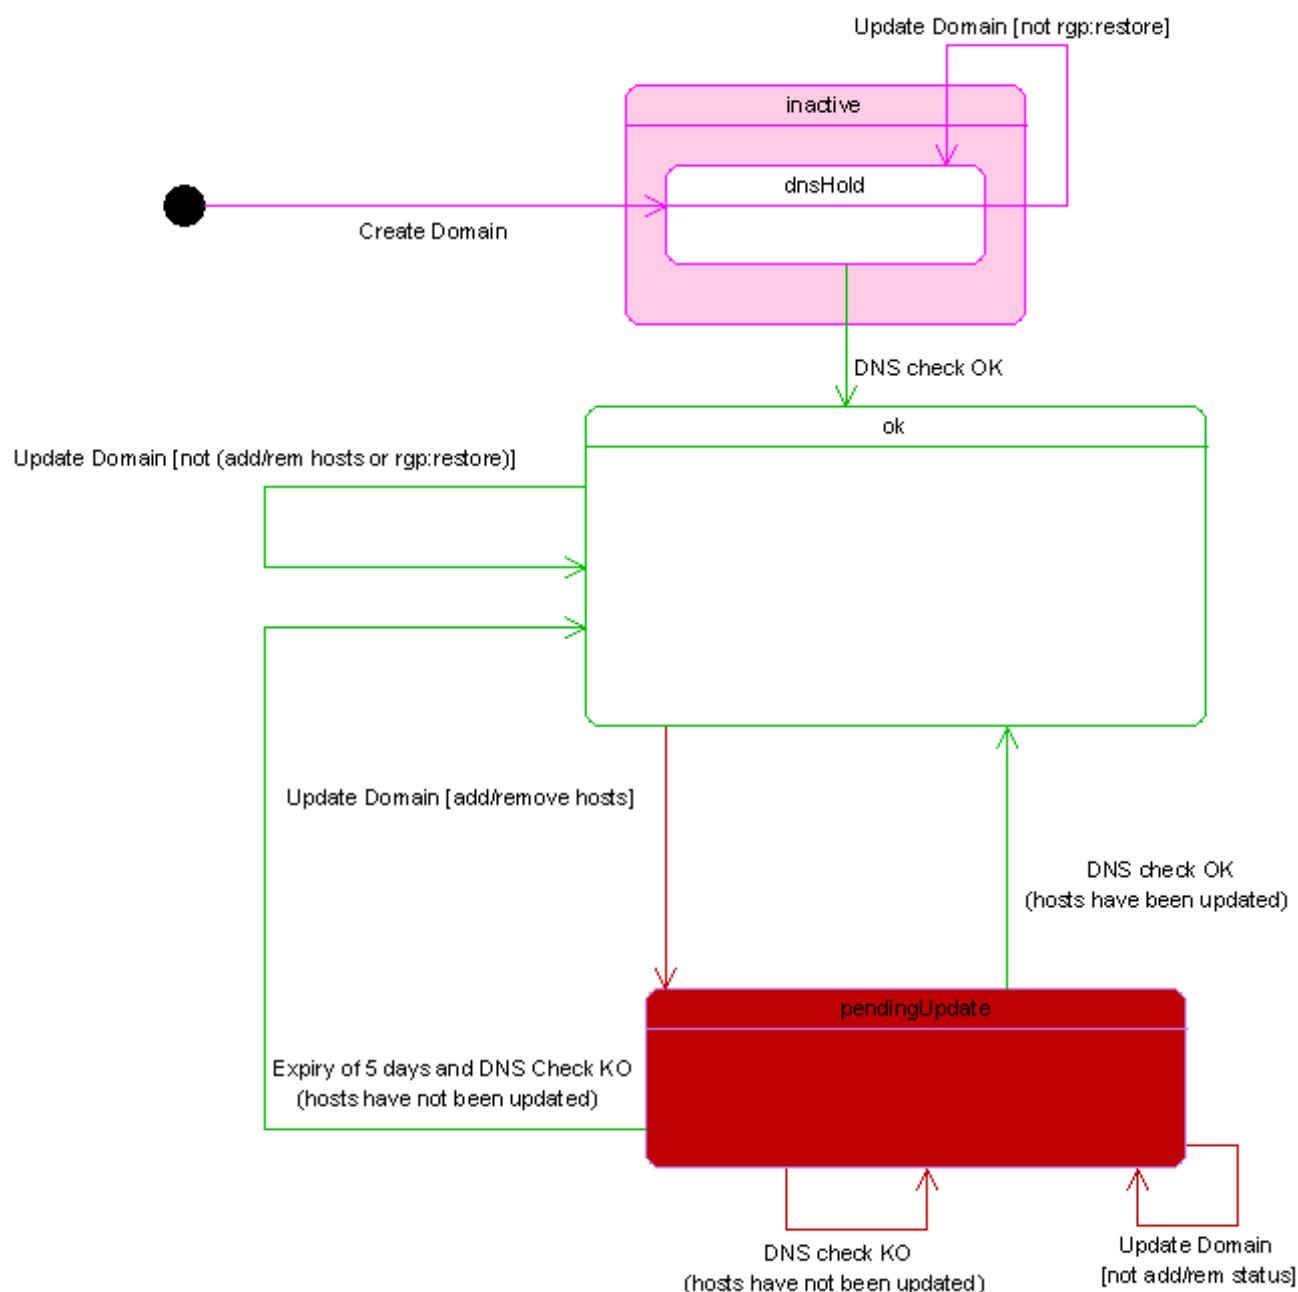 Update Domain [not rgp:restore]
inactive
dnsHold
Create Domain
DNS check OK
ok
Update Domain [not (add/rem hosts or rgp:restore)]
Update Domain [add/remove hosts]
DNS check OK
(hosts have been updated)
pendingUpdate
Expiry of 5 days and DNS Check KO
(hosts have not been updated)
DNS check KO
(hosts have not been updated)
Update Domain
[not add/rem status]